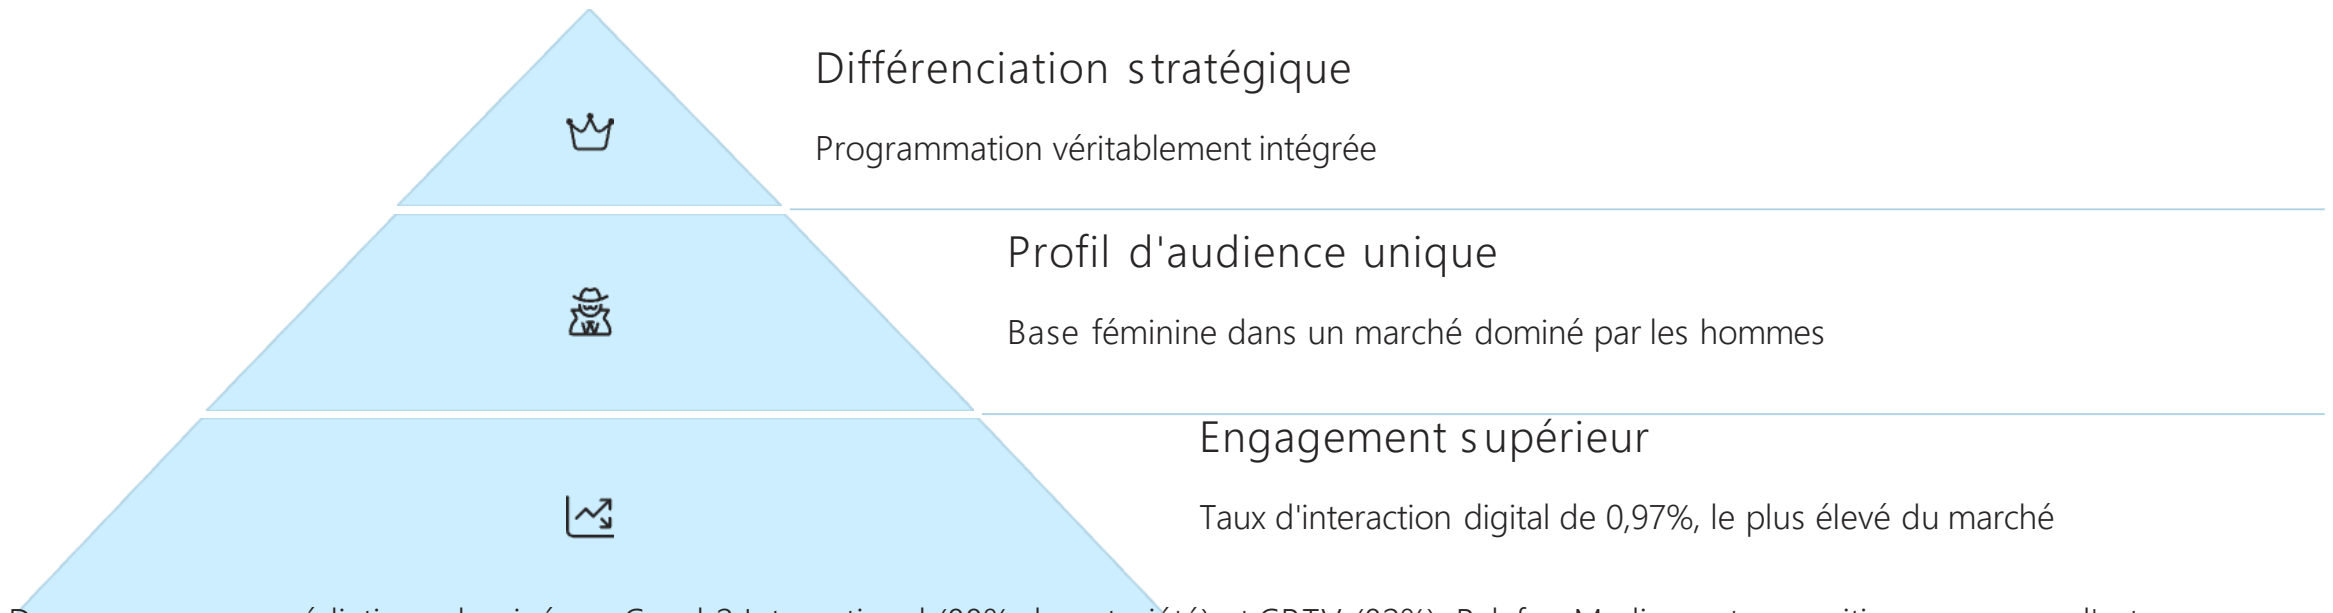 Différenciation stratégique
Programmation véritablement intégrée
Profil d'audience unique
Base féminine dans un marché dominé par les hommes
Engagement supérieur
Taux d'interaction digital de 0,97%, le plus élevé du marché